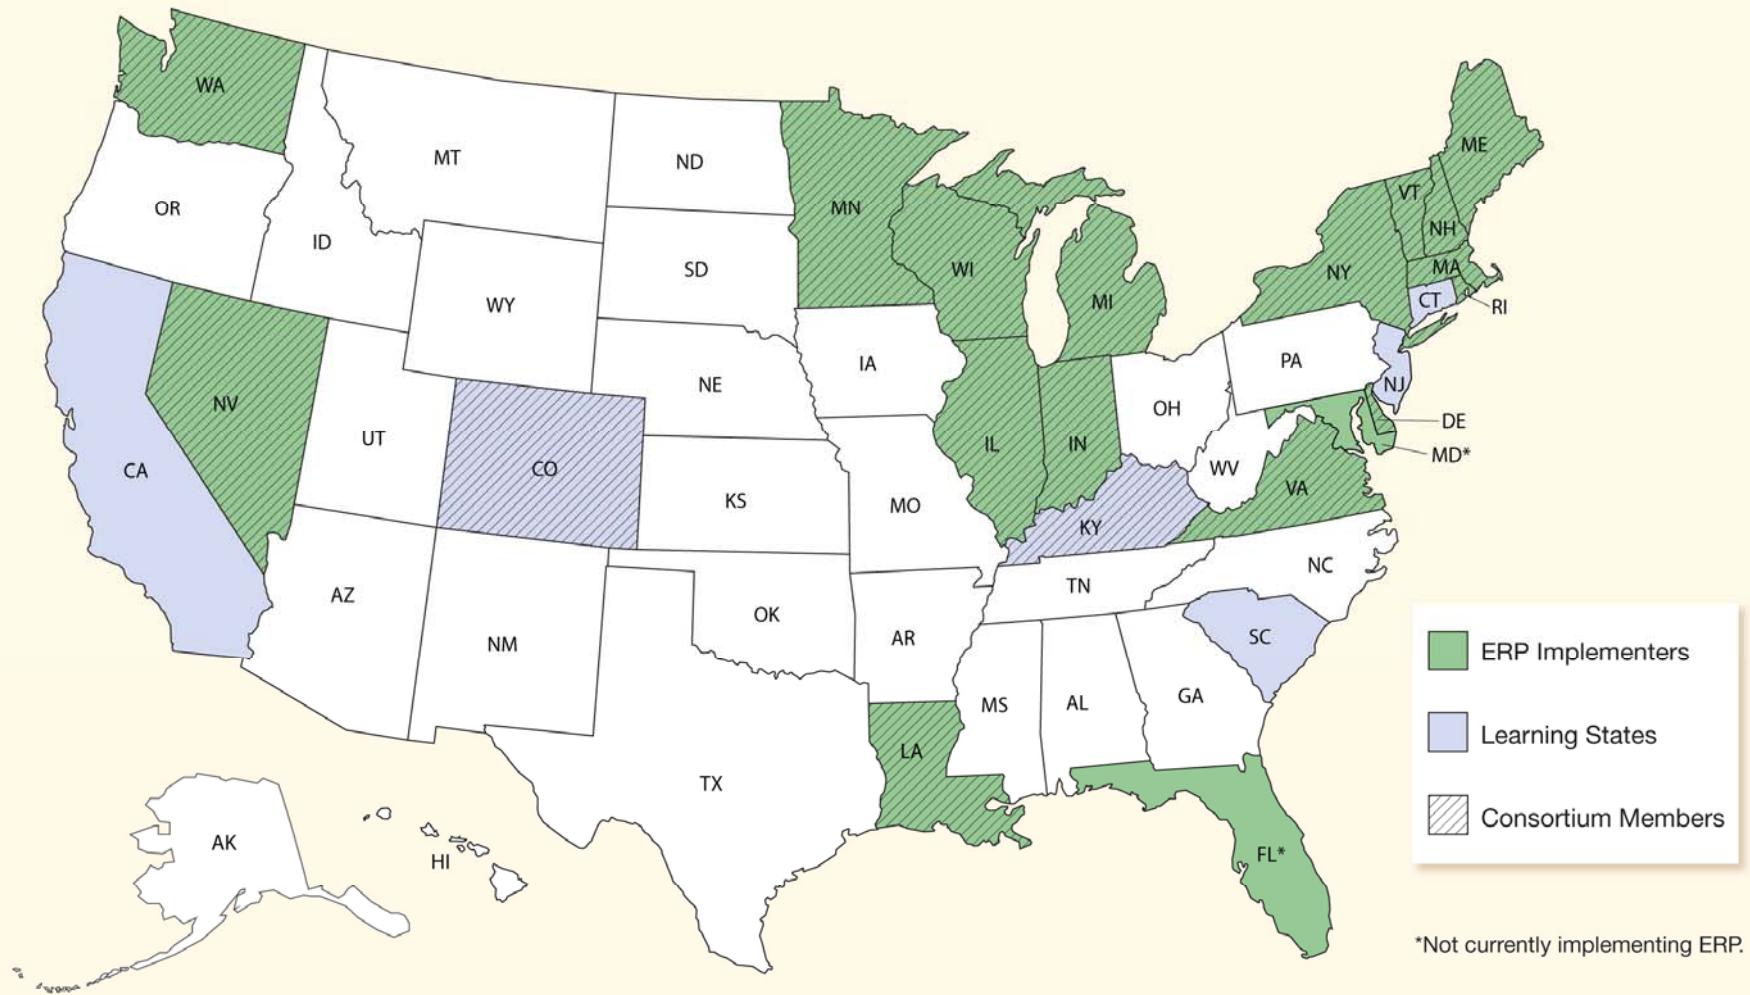 WA
MT
ND
ME
VT
OR
MN
NH
ID
SD
WI
NY
MA
WY
MI
CT
RI
IA
PA
NE
NJ
NV
OH
DE
UT
IL
IN
MD*
CA
CO
WV
KS
MO
VA
KY
NC
AZ
TN
OK
NM
AR
SC
ERP Implementers
MS
AL
GA
Learning States
LA
TX
Consortium Members
AK
HI
FL*
*Not currently implementing ERP.